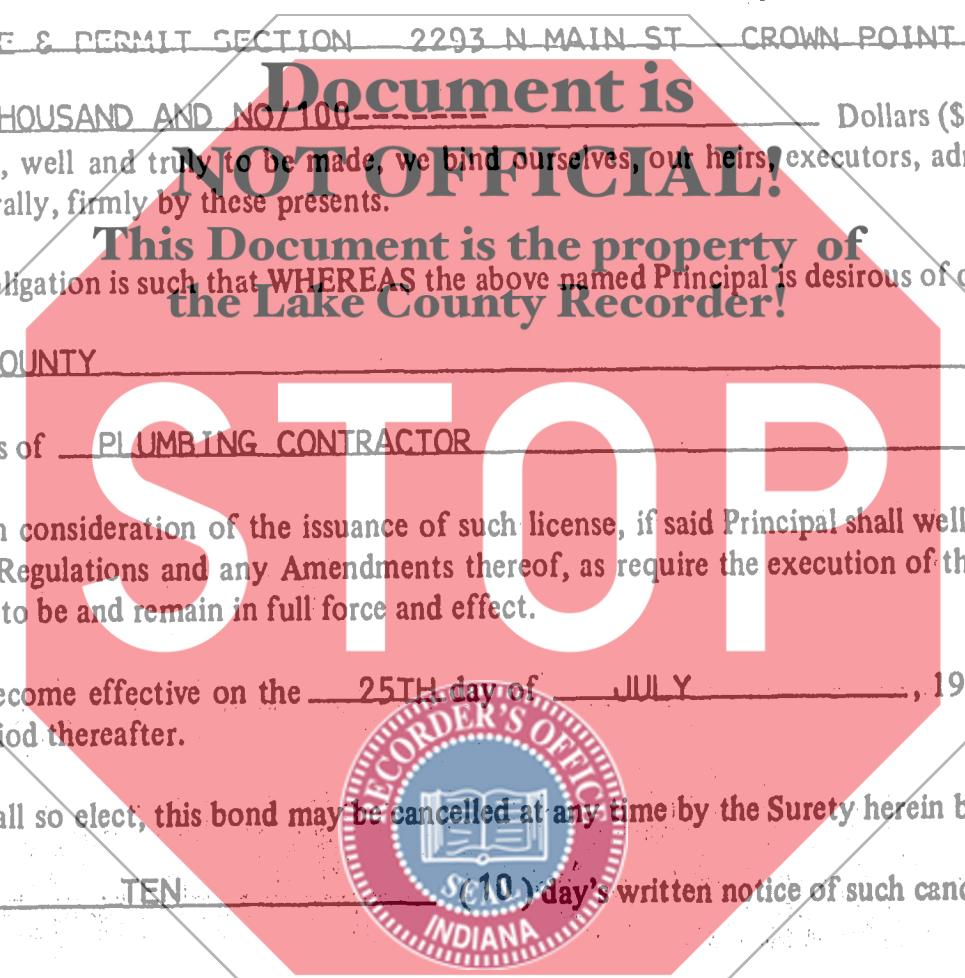 E & PERMIT SECTION 2293 N MAIN ST CROWN POINT
Document is
HOUSAND AND NO/100------- Dollars ($
, well and truly to be made, we bind ourselves, our heirs, executors, adm
NOT OFFICIAL!
rally, firmly by these presents.
This Document is the property of
ligation is such that WHEREAS the above named Principal is desirous of
the Lake County Recorder!
OUNTY
STOP
s of PLUMBING CONTRACTOR
n consideration of the issuance of such license, if said Principal shall well
Regulations and any Amendments thereof, as require the execution of th
to be and remain in full force and effect.
ecome effective on the 25TH day of JULY, 19
iod thereafter.
RECORDER'S OFFICE
all so elect, this bond may be cancelled at any time by the Surety herein b
TEN (10) day's written notice of such canc
INDIANA